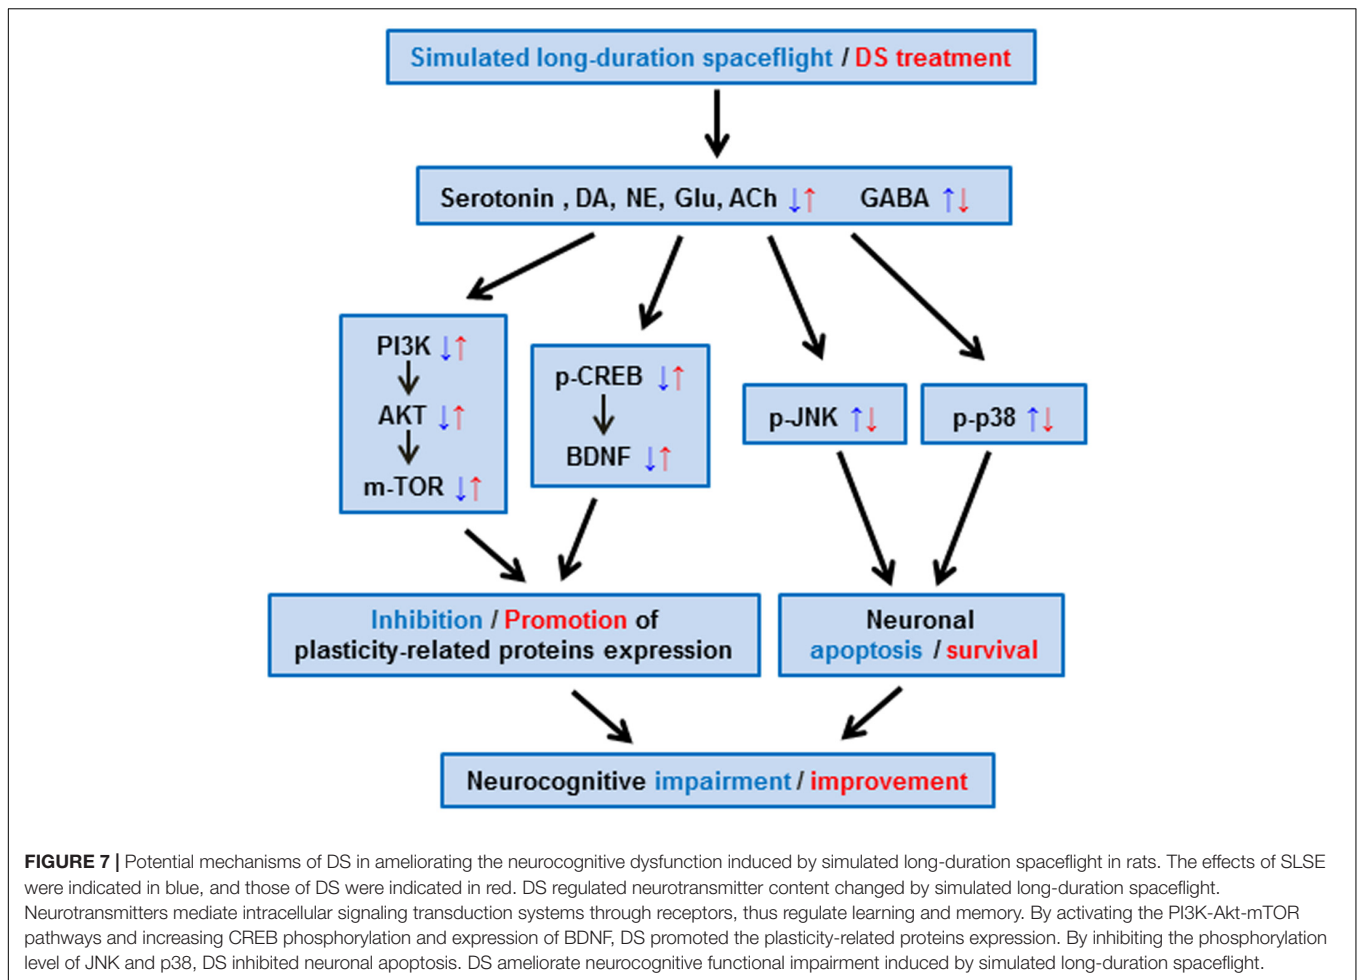 Simulated long-duration spaceflight / DS treatment
Serotonin , DA, NE, Glu, ACh ↓↑ GABA ↑↓
PI3K ↓↑
AKT ↓↑
m-TOR ↓↑
p-CREB ↓↑
BDNF ↓↑
p-JNK ↑↓
p-p38 ↑↓
Inhibition / Promotion of
plasticity-related proteins expression
Neuronal
apoptosis / survival
Neurocognitive impairment / improvement
FIGURE 7 | Potential mechanisms of DS in ameliorating the neurocognitive dysfunction induced by simulated long-duration spaceflight in rats. The effects of SLSE
were indicated in blue, and those of DS were indicated in red. DS regulated neurotransmitter content changed by simulated long-duration spaceflight.
Neurotransmitters mediate intracellular signaling transduction systems through receptors, thus regulate learning and memory. By activating the PI3K-Akt-mTOR
pathways and increasing CREB phosphorylation and expression of BDNF, DS promoted the plasticity-related proteins expression. By inhibiting the phosphorylation
level of JNK and p38, DS inhibited neuronal apoptosis. DS ameliorate neurocognitive functional impairment induced by simulated long-duration spaceflight.